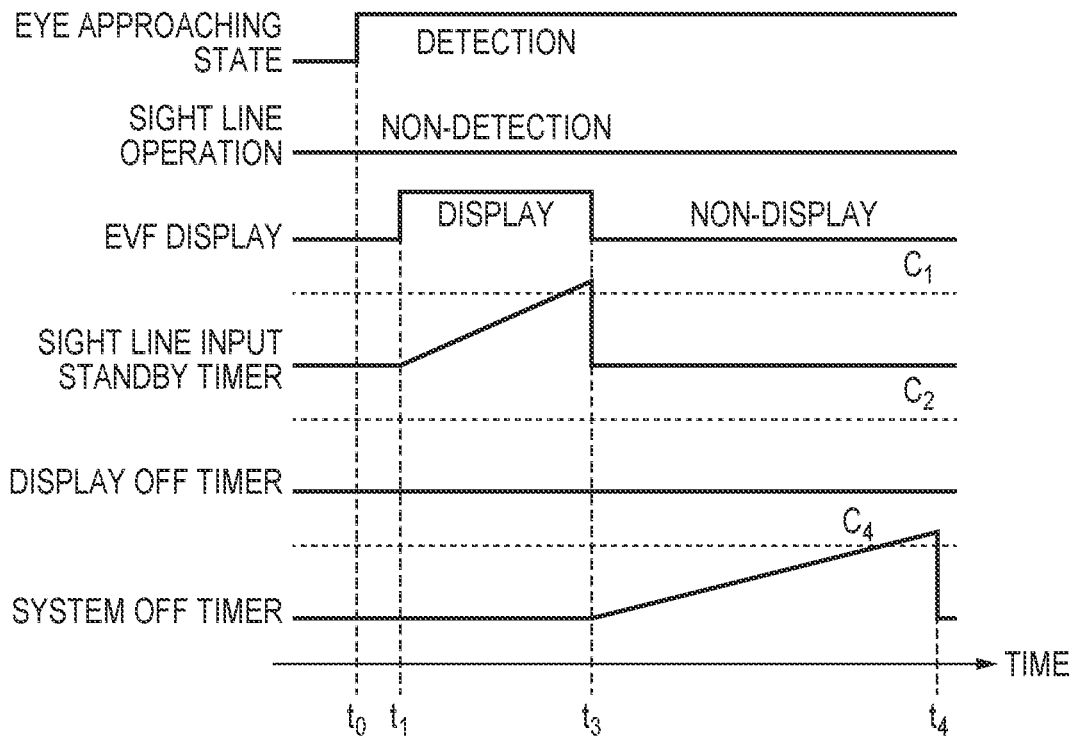 EYE APPROACHING
STATE
DETECTION
SIGHT LINE
OPERATION
NON-DETECTION
EVF DISPLAY
DISPLAY
NON-DISPLAY
C₁
SIGHT LINE INPUT
STANDBY TIMER
C₂
DISPLAY OFF TIMER
C₄
SYSTEM OFF TIMER
TIME
t₀ t₁ t₃ t₄